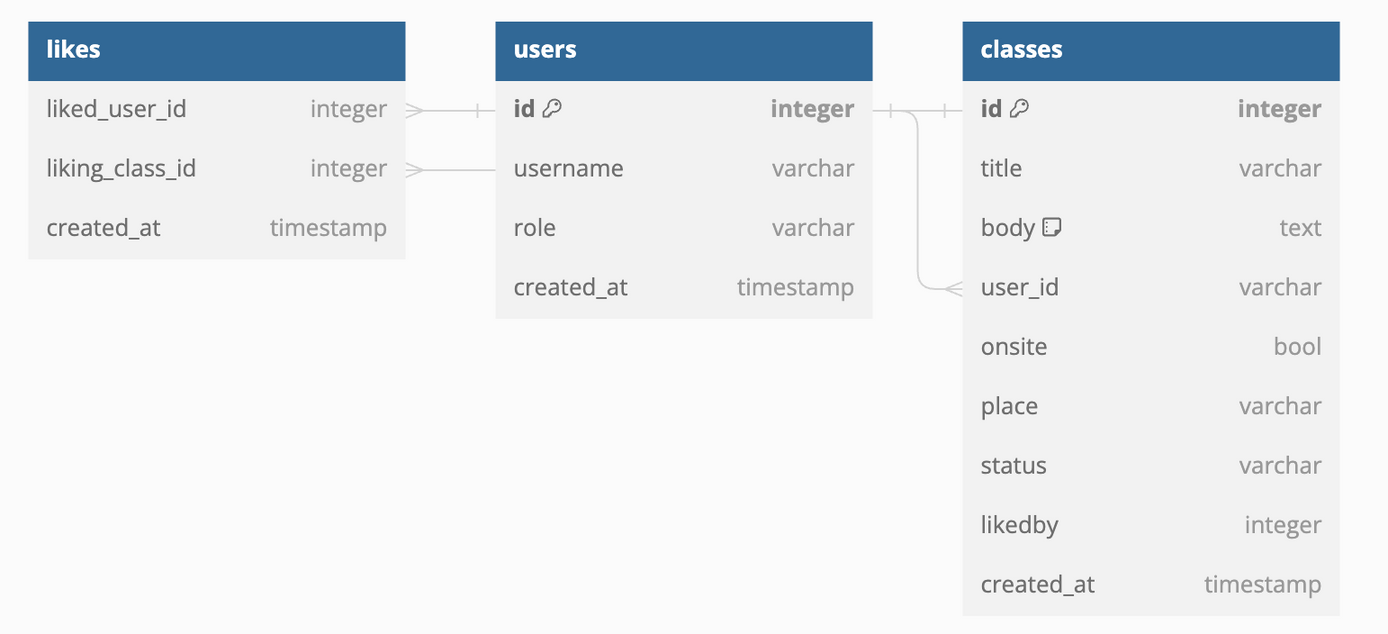 likes
liked_user_id integer
liking_class_id integer
created_at timestamp
users
id integer
username varchar
role varchar
created_at timestamp
classes
id integer
title varchar
body text
user_id varchar
onsite bool
place varchar
status varchar
likedby integer
created_at timestamp